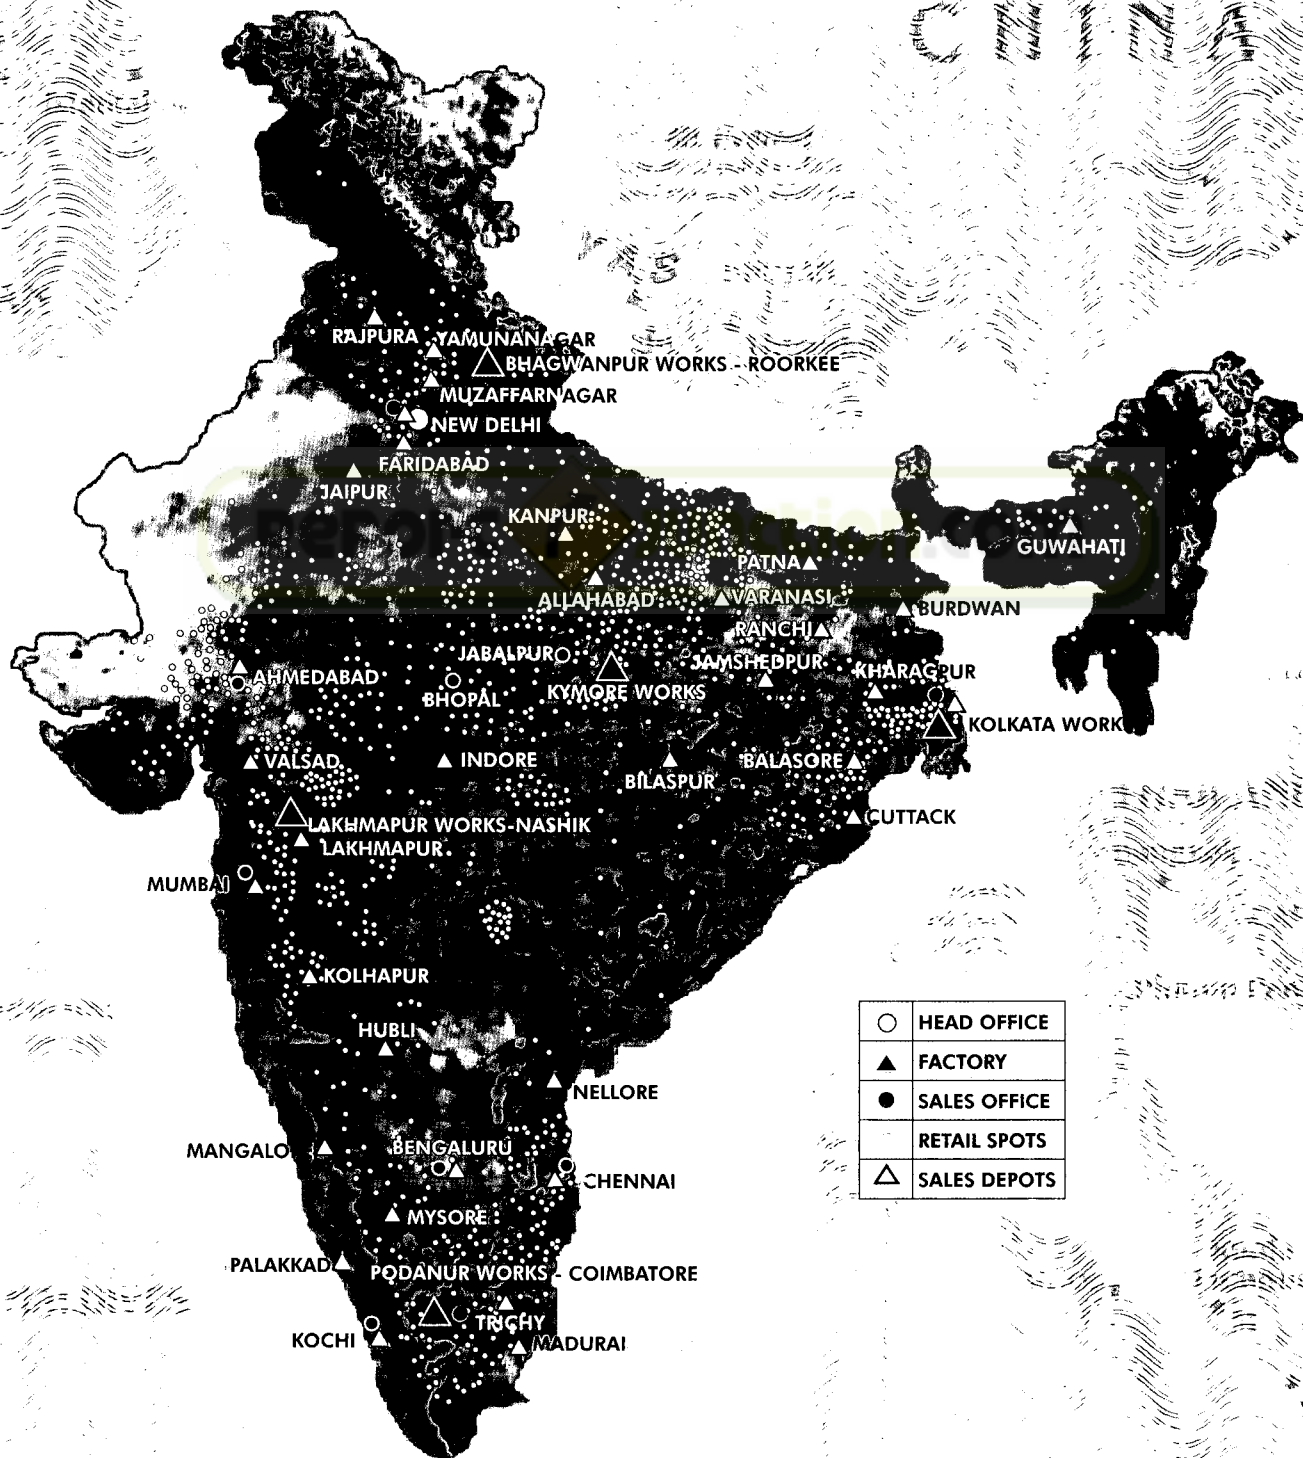 CHINA
RAJPURA
YAMUNANAGAR
BHAGWANPUR WORKS - ROORKEE
MUZAFFARNAGAR
NEW DELHI
FARIDABAD
JAIPUR
KANPUR
GUWAHATI
PATNA
ALLAHABAD
VARANASI
BURDWAN
RANCHI
JABALPUR
JAMSHEDPUR
KHARAGPUR
AHMEDABAD
KYMORE WORKS
BHOPAL
KOLKATA WORK
VALSAD
INDORE
BILASPUR
BALASORE
CUTTACK
LAKHMAPUR WORKS-NASHIK
LAKHMAPUR
MUMBAI
KOLHAPUR
HUBLI
NELLORE
MANGALO
BENGALURU
CHENNAI
MYSORE
PALAKKAD
PODANUR WORKS - COIMBATORE
TRICHY
KOCHI
MADURAI
HEAD OFFICE
FACTORY
SALES OFFICE
RETAIL SPOTS
SALES DEPOTS